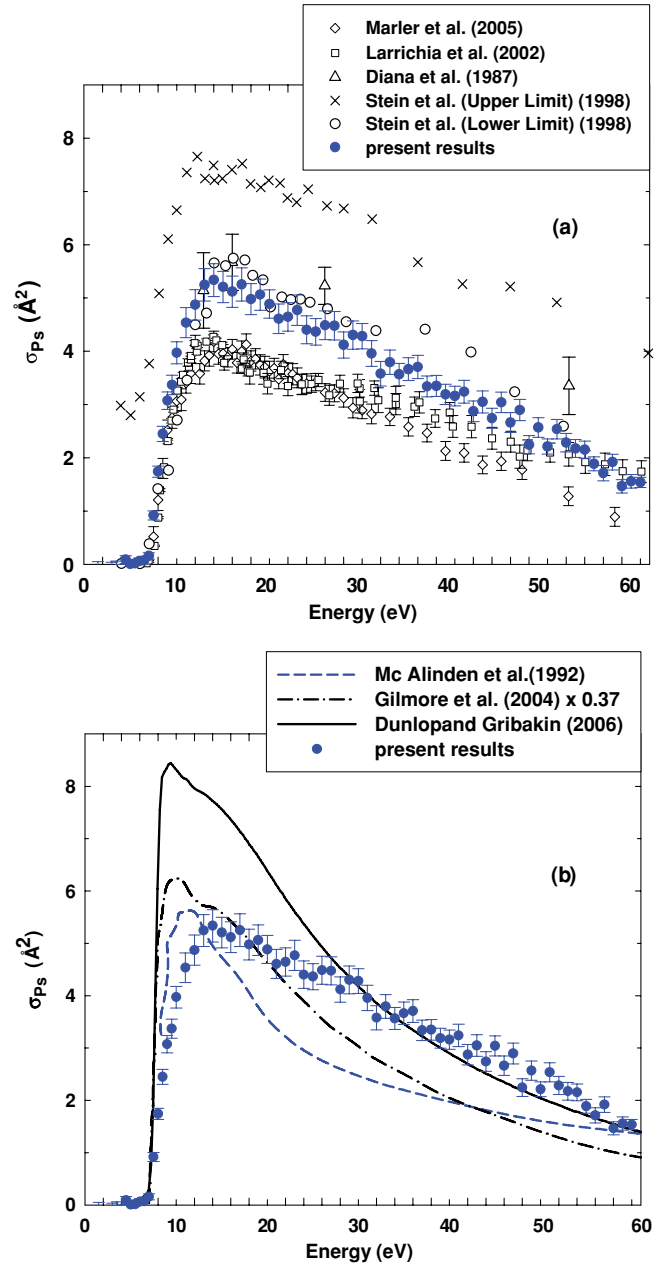 Marler et al. (2005)
Larrichia et al. (2002)
Diana et al. (1987)
Stein et al. (Upper Limit) (1998)
Stein et al. (Lower Limit) (1998)
present results
(a)
8
6
4
2
0
σPs (Å²)
0 10 20 30 40 50 60
Energy (eV)
Mc Alinden et al.(1992)
Gilmore et al. (2004) x 0.37
Dunlopand Gribakin (2006)
present results
(b)
8
6
4
2
0
σPs (Å²)
0 10 20 30 40 50 60
Energy (eV)